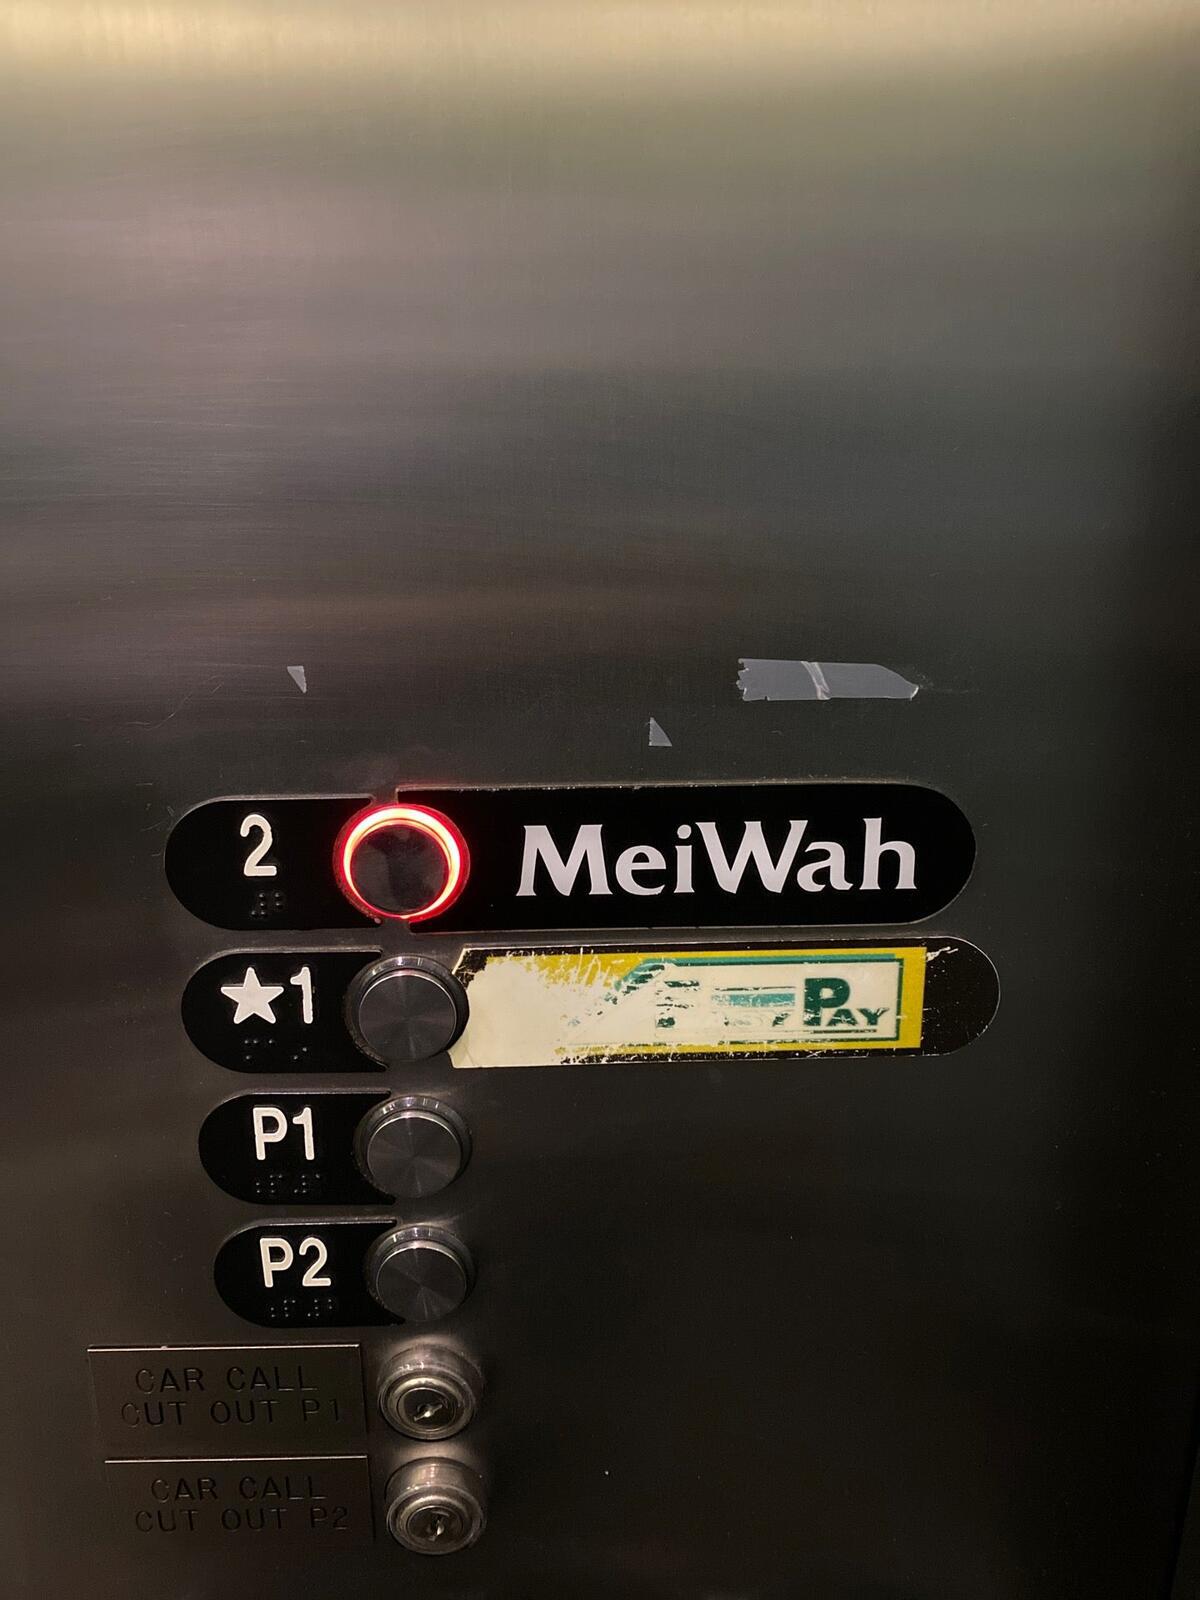 2 MeiWah
★1 PAY
P1
P2
CAR CALL
CUT OUT P1
CAR CALL
CUT OUT P2